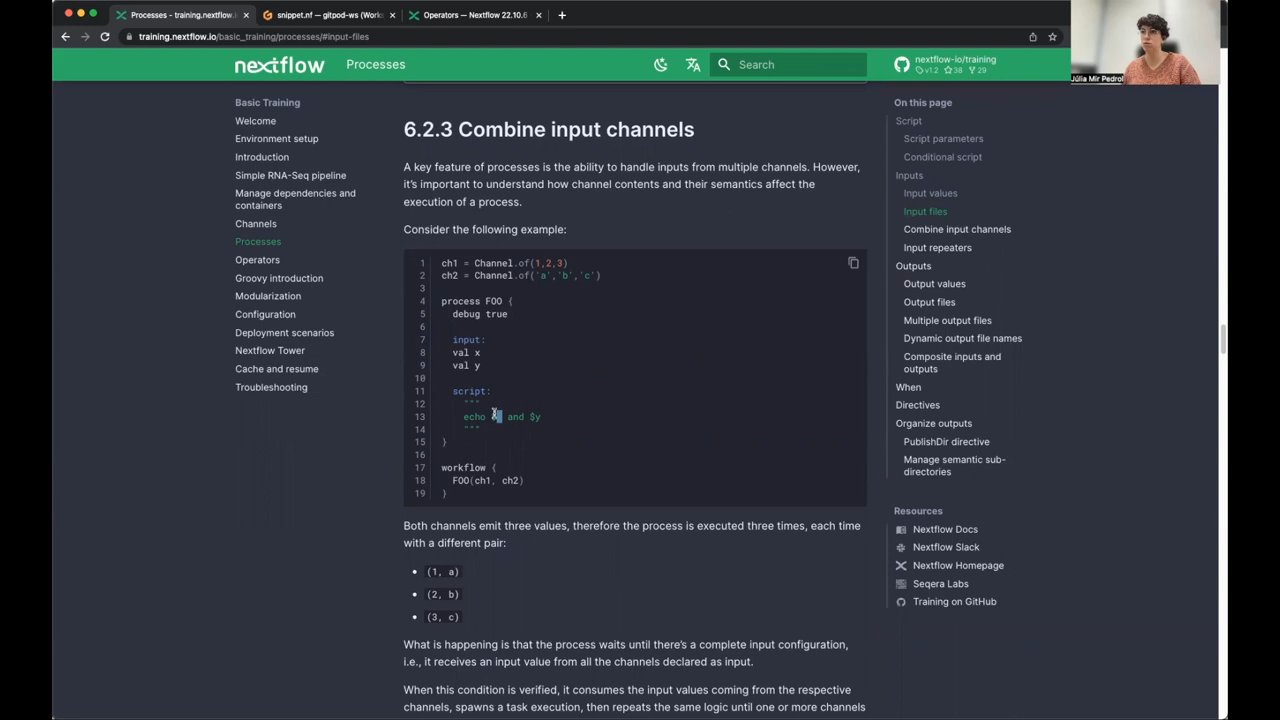 Processes - training.nextflow.i
snippet.nf — gitpod-ws (Works
Operators — Nextflow 22.10.6
training.nextflow.io/basic_training/processes/#input-files
nextflow
Processes
Search
nextflow-io/training
v1.2 38 29
Júlia Mir Pedrol
Basic Training
Welcome
Environment setup
Introduction
Simple RNA-Seq pipeline
Manage dependencies and
containers
Channels
Processes
Operators
Groovy introduction
Modularization
Configuration
Deployment scenarios
Nextflow Tower
Cache and resume
Troubleshooting
6.2.3 Combine input channels
A key feature of processes is the ability to handle inputs from multiple channels. However,
it's important to understand how channel contents and their semantics affect the
execution of a process.
Consider the following example:
1 ch1 = Channel.of(1,2,3)
2 ch2 = Channel.of('a','b','c')
3
4 process FOO {
5 debug true
6
7 input:
8 val x
9 val y
10
11 script:
12 """
13 echo and $y
14 """
15 }
16
17 workflow {
18 FOO(ch1, ch2)
19 }
Both channels emit three values, therefore the process is executed three times, each time
with a different pair:
• (1, a)
• (2, b)
• (3, c)
What is happening is that the process waits until there's a complete input configuration,
i.e., it receives an input value from all the channels declared as input.
When this condition is verified, it consumes the input values coming from the respective
channels, spawns a task execution, then repeats the same logic until one or more channels
On this page
Script
Script parameters
Conditional script
Inputs
Input values
Input files
Combine input channels
Input repeaters
Outputs
Output values
Output files
Multiple output files
Dynamic output file names
Composite inputs and
outputs
When
Directives
Organize outputs
PublishDir directive
Manage semantic sub-
directories
Resources
Nextflow Docs
Nextflow Slack
Nextflow Homepage
Seqera Labs
Training on GitHub